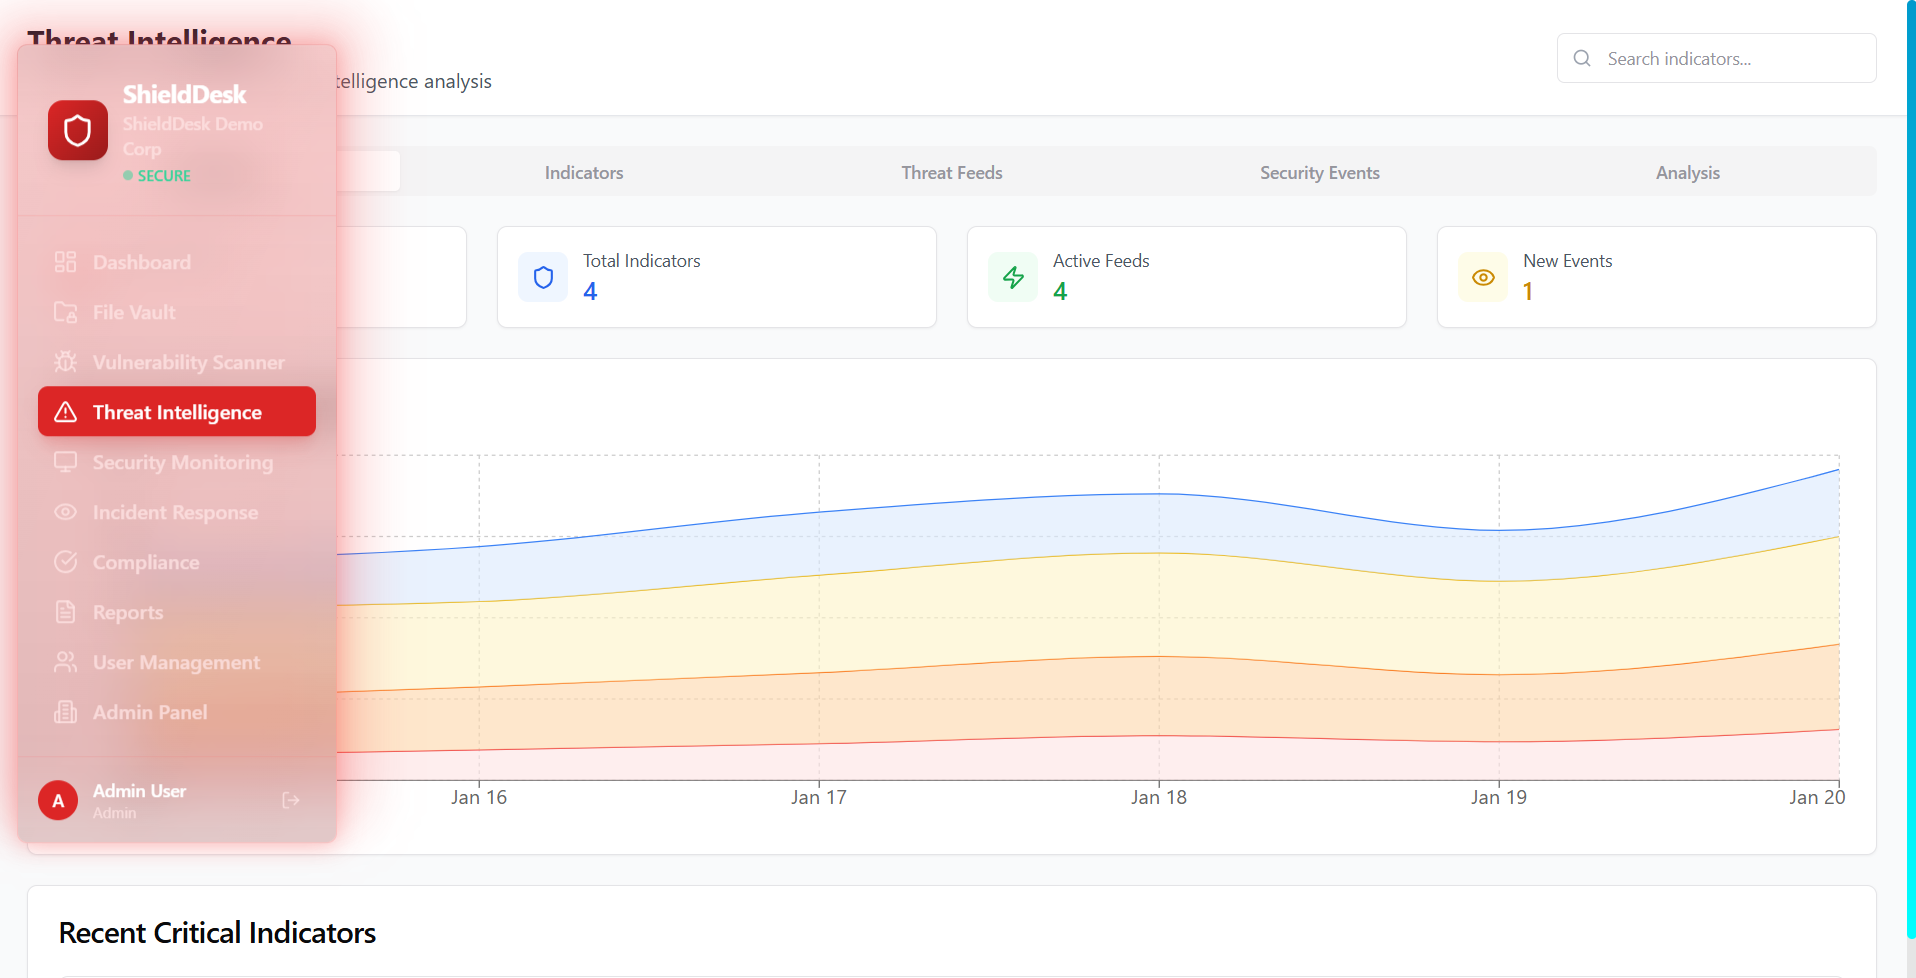 Threat Intelligence
telligence analysis
Search indicators...
ShieldDesk
ShieldDesk Demo
Corp
SECURE
Dashboard
File Vault
Vulnerability Scanner
Threat Intelligence
Security Monitoring
Incident Response
Compliance
Reports
User Management
Admin Panel
A
Admin User
Admin
Indicators
Threat Feeds
Security Events
Analysis
Total Indicators
4
Active Feeds
4
New Events
1
Jan 16
Jan 17
Jan 18
Jan 19
Jan 20
Recent Critical Indicators